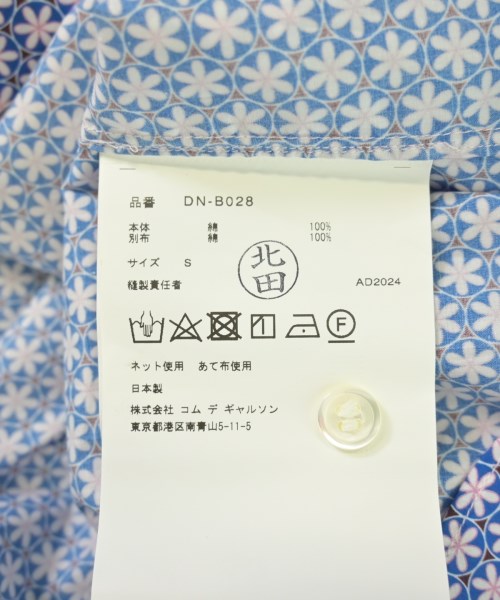 品番 DN-B028
本体 綿 100%
別布 綿 100%
サイズ S
北田
縫製責任者 AD2024
F
ネット使用 あて布使用
日本製
株式会社 コム デ ギャルソン
東京都港区南青山5-11-5